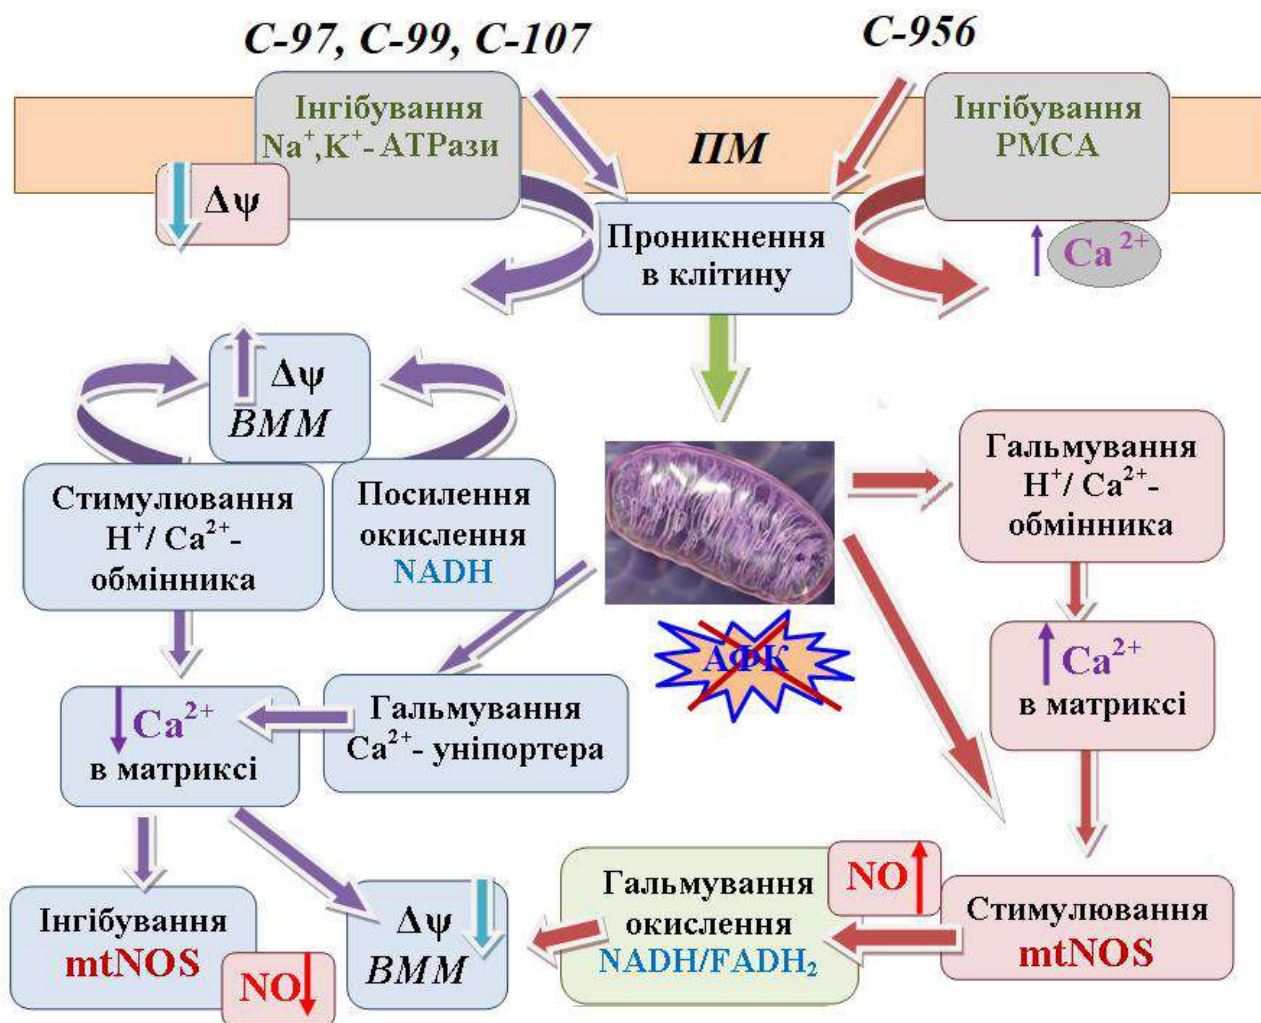 C-97, C-99, C-107
C-956
Інгібування
Na⁺,K⁺- АТРази
ПМ
Інгібування
PMCA
Δψ
Проникнення
в клітину
Ca²⁺
Δψ
ВММ
Стимулювання
H⁺/ Ca²⁺-
обмінника
Посилення
окислення
NADH
Гальмування
H⁺/ Ca²⁺-
обмінника
АФК
Ca²⁺
в матриксі
Гальмування
Ca²⁺- уніпортера
Ca²⁺
в матриксі
Інгібування
mtNOS
NO
Δψ
ВММ
Гальмування
окислення
NADH/FADH₂
NO
Стимулювання
mtNOS